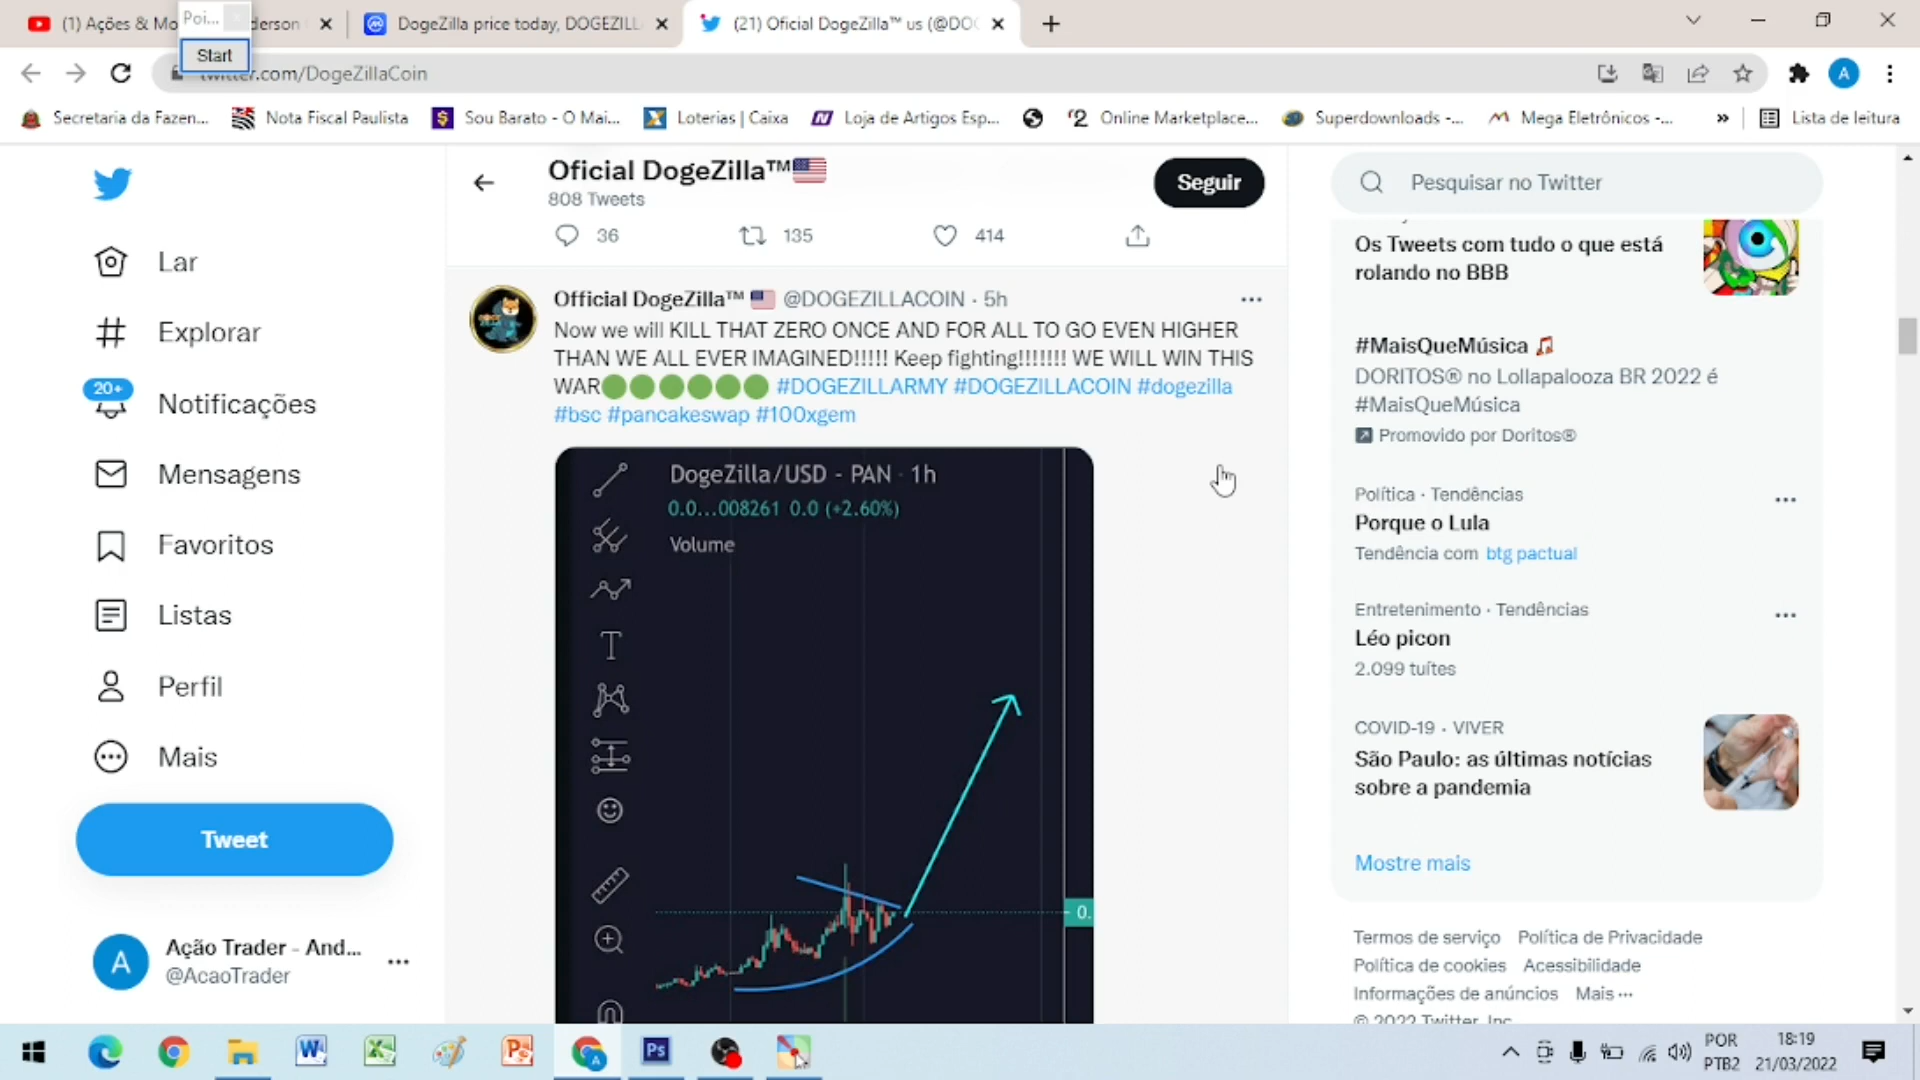 Poi...
Start
(1) Ações & Mo
derson
DogeZilla price today, DOGEZILL
(21) Oficial DogeZilla™ us (@DOG
twitter.com/DogeZillaCoin
A
Secretaria da Fazen...
Nota Fiscal Paulista
Sou Barato - O Mai...
Loterias | Caixa
Loja de Artigos Esp...
Online Marketplace...
Superdownloads -...
Mega Eletrônicos -...
»
Lista de leitura
Oficial DogeZilla™🇺🇸
808 Tweets
Seguir
Pesquisar no Twitter
36
135
414
Lar
Explorar
20+
Notificações
Mensagens
Favoritos
Listas
Perfil
Mais
Tweet
A
Ação Trader - And...
@AcaoTrader
Official DogeZilla™ 🇺🇸 @DOGEZILLACOIN · 5h
Now we will KILL THAT ZERO ONCE AND FOR ALL TO GO EVEN HIGHER
THAN WE ALL EVER IMAGINED!!!!! Keep fighting!!!!!!! WE WILL WIN THIS
WAR🟢🟢🟢🟢🟢🟢 #DOGEZILLARMY #DOGEZILLACOIN #dogezilla
#bsc #pancakeswap #100xgem
DogeZilla/USD - PAN · 1h
0.0...008261 0.0 (+2.60%)
Volume
T
0.
Os Tweets com tudo o que está
rolando no BBB
#MaisQueMúsica 🎵
DORITOS® no Lollapalooza BR 2022 é
#MaisQueMúsica
Promovido por Doritos®
Política · Tendências
Porque o Lula
Tendência com btg pactual
Entretenimento · Tendências
Léo picon
2.099 tuítes
COVID-19 · VIVER
São Paulo: as últimas notícias
sobre a pandemia
Mostre mais
Termos de serviço Política de Privacidade
Política de cookies Acessibilidade
Informações de anúncios Mais ···
© 2022 Twitter, Inc.
Ps
POR
PTB2
18:19
21/03/2022